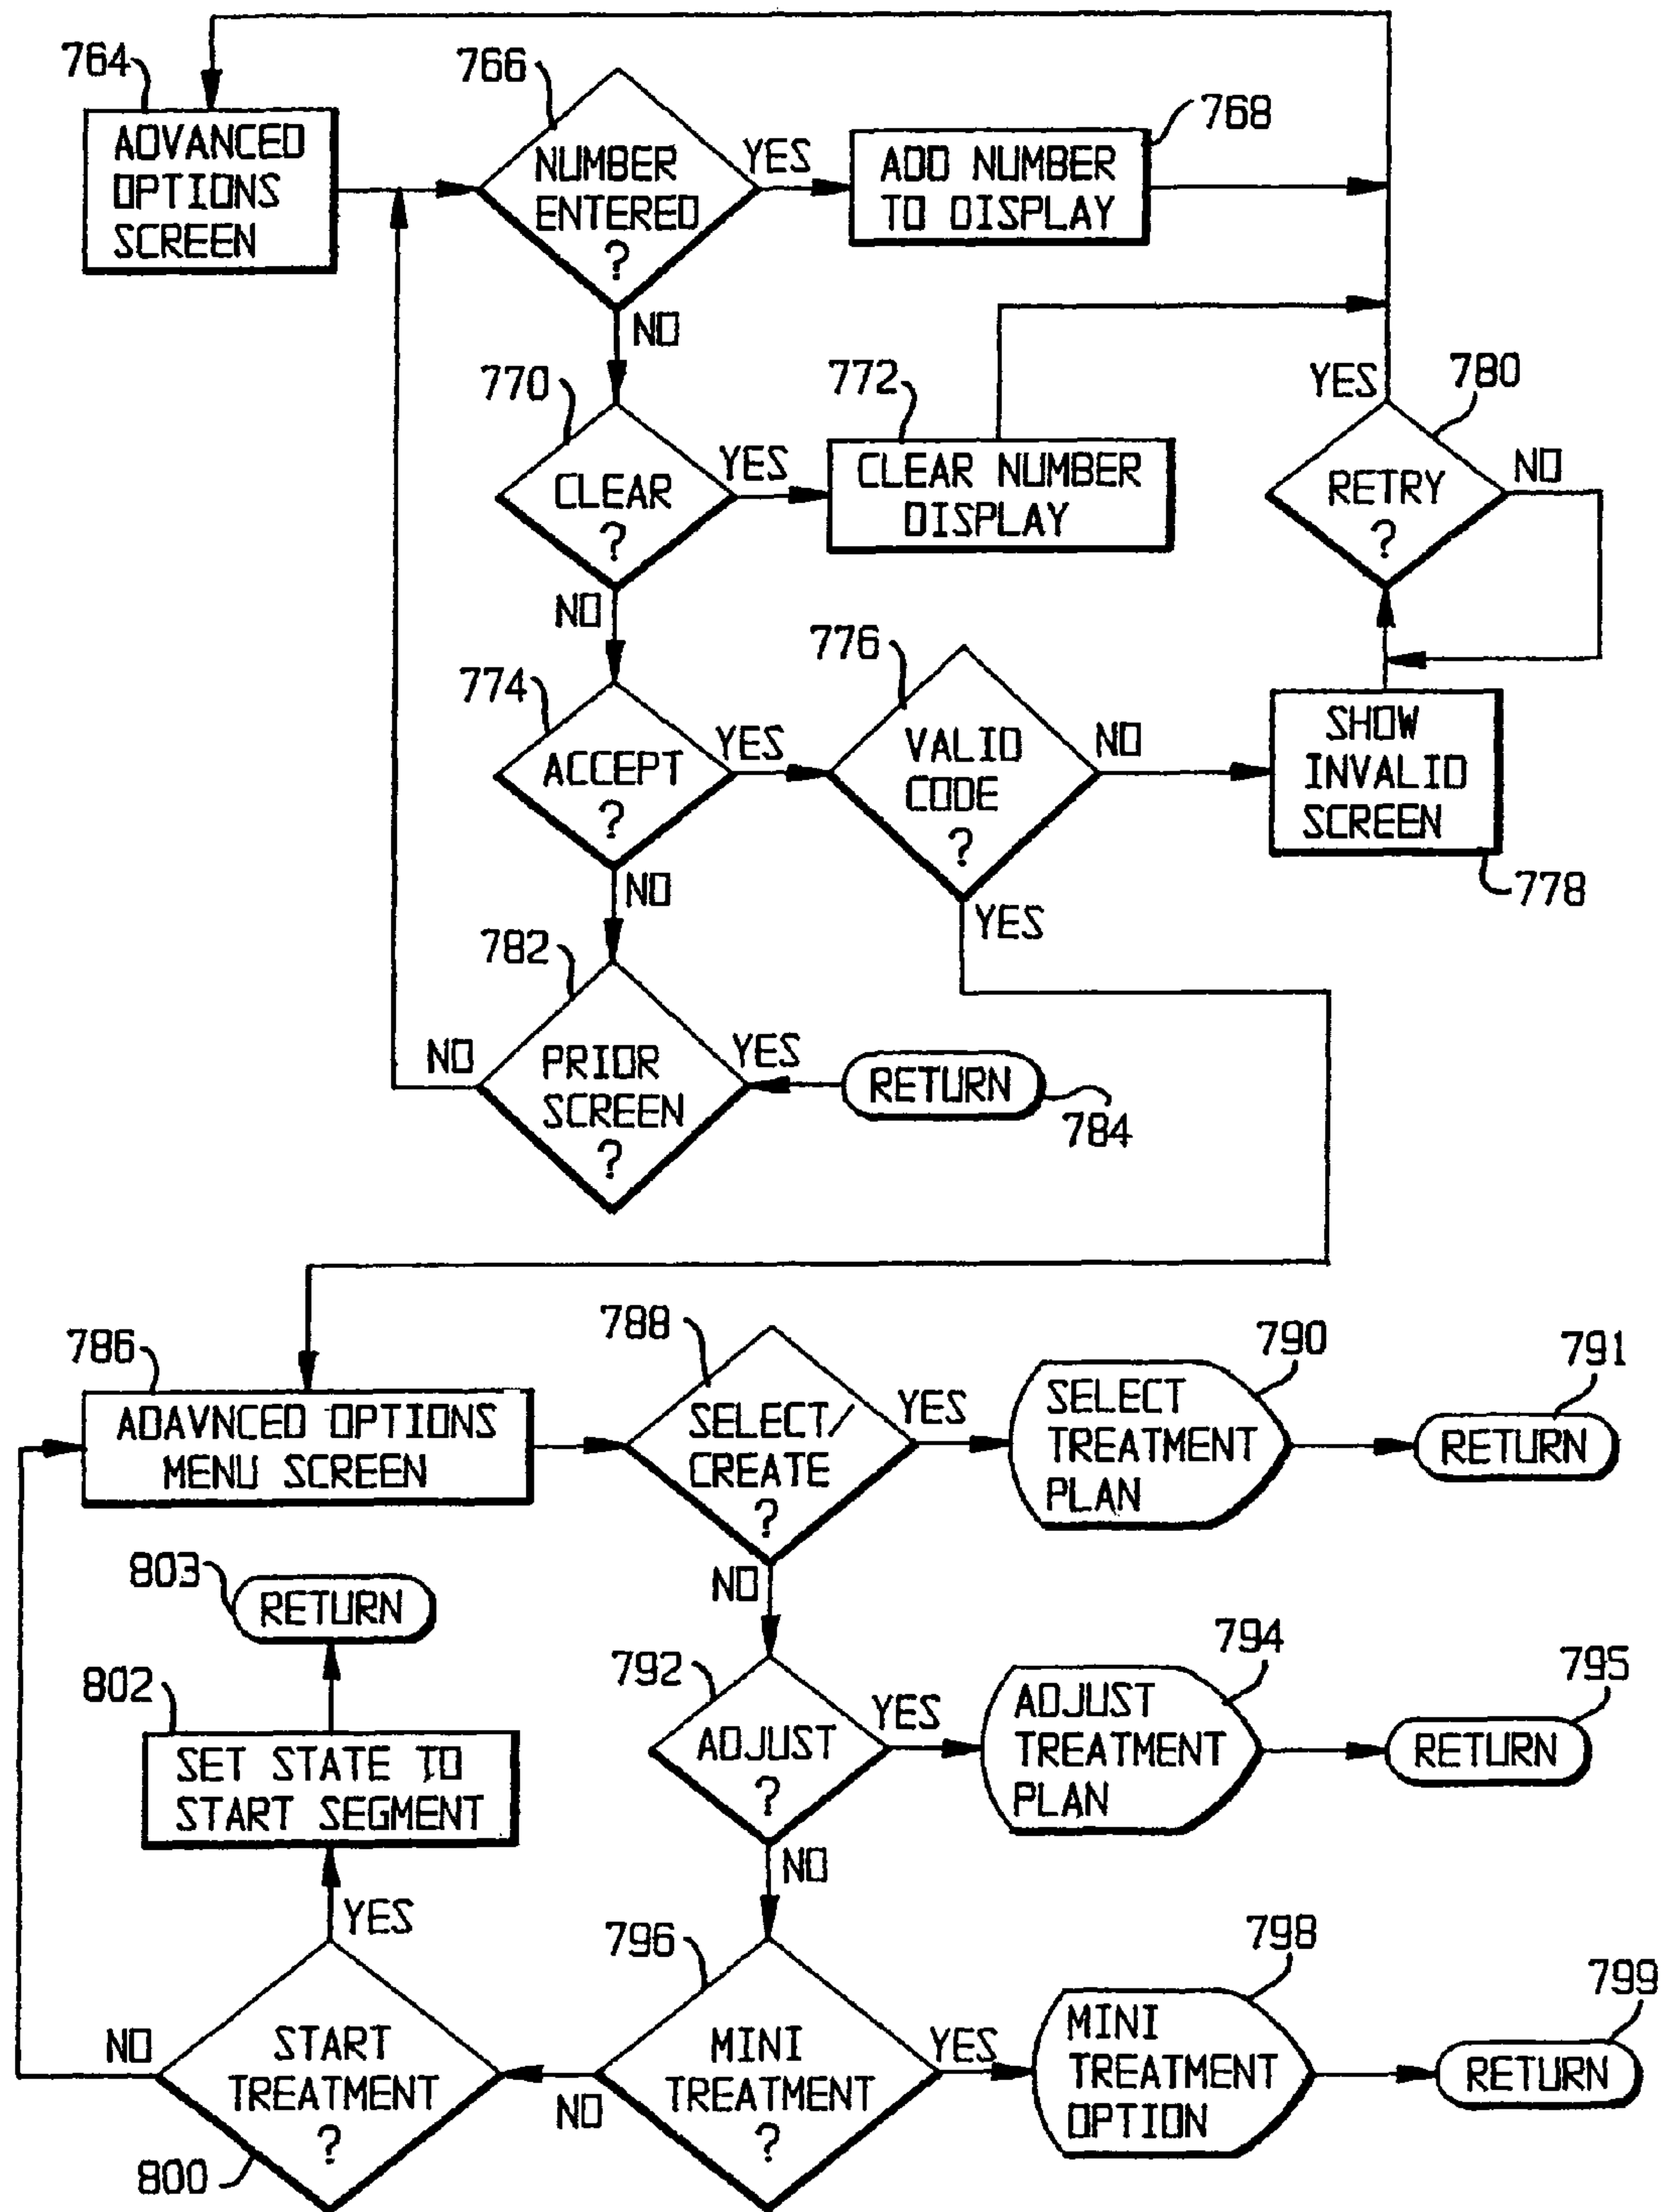 764
ADVANCED
OPTIONS
SCREEN
766
NUMBER
ENTERED
?
YES
768
ADD NUMBER
TO DISPLAY
NO
770
CLEAR
?
YES
772
CLEAR NUMBER
DISPLAY
YES
780
RETRY
?
NO
NO
774
ACCEPT
?
YES
776
VALID
CODE
?
NO
SHOW
INVALID
SCREEN
778
NO
YES
782
PRIOR
SCREEN
?
NO
YES
RETURN
784
786
ADAVNCED OPTIONS
MENU SCREEN
788
SELECT/
CREATE
?
YES
790
SELECT
TREATMENT
PLAN
791
RETURN
NO
803
RETURN
792
ADJUST
?
YES
794
ADJUST
TREATMENT
PLAN
795
RETURN
802
SET STATE TO
START SEGMENT
NO
YES
796
MINI
TREATMENT
?
YES
798
MINI
TREATMENT
OPTION
799
RETURN
NO
START
TREATMENT
?
NO
800